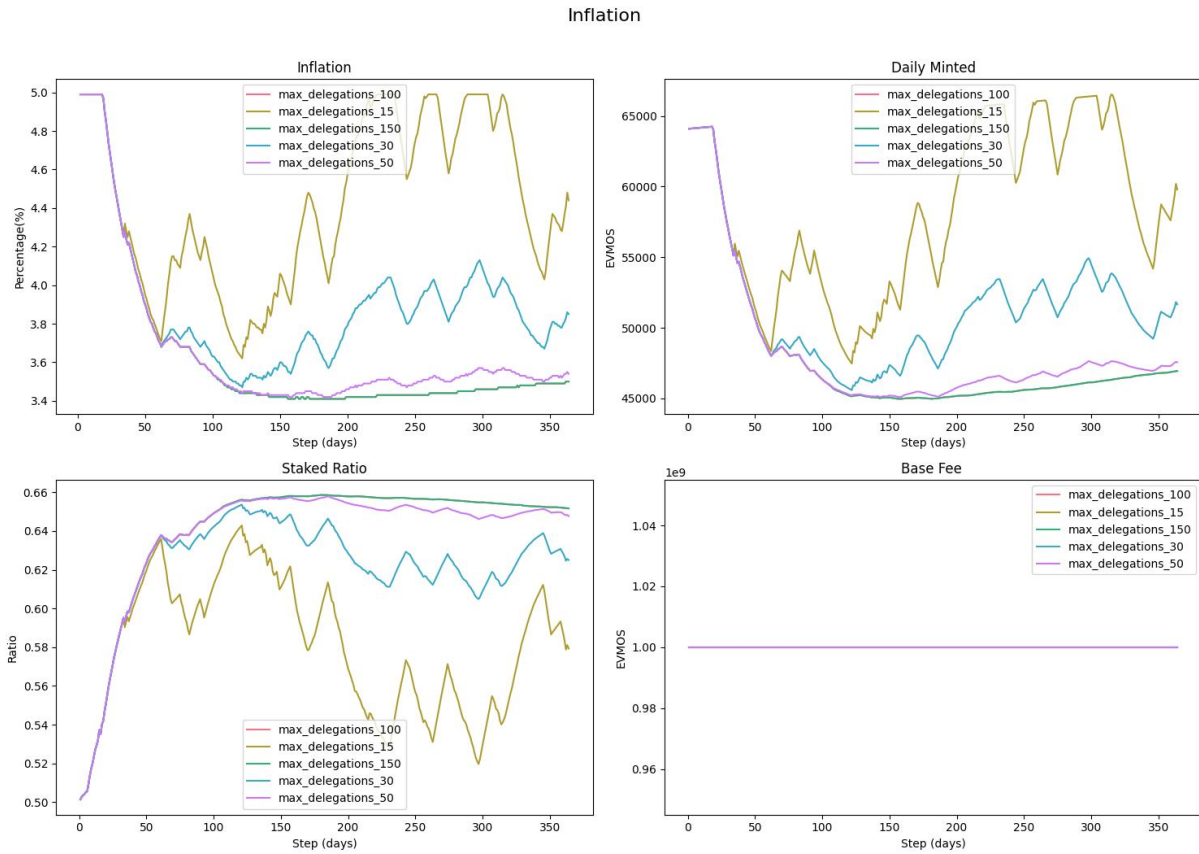 Inflation
Inflation
Percentage(%)
5.0
4.8
4.6
4.4
4.2
4.0
3.8
3.6
3.4
max_delegations_100
max_delegations_15
max_delegations_150
max_delegations_30
max_delegations_50
0 50 100 150 200 250 300 350
Step (days)
Daily Minted
EVMOS
65000
60000
55000
50000
45000
max_delegations_100
max_delegations_15
max_delegations_150
max_delegations_30
max_delegations_50
0 50 100 150 200 250 300 350
Step (days)
Staked Ratio
Ratio
0.66
0.64
0.62
0.60
0.58
0.56
0.54
0.52
0.50
max_delegations_100
max_delegations_15
max_delegations_150
max_delegations_30
max_delegations_50
0 50 100 150 200 250 300 350
Step (days)
Base Fee
1e9
EVMOS
1.04
1.02
1.00
0.98
0.96
max_delegations_100
max_delegations_15
max_delegations_150
max_delegations_30
max_delegations_50
0 50 100 150 200 250 300 350
Step (days)